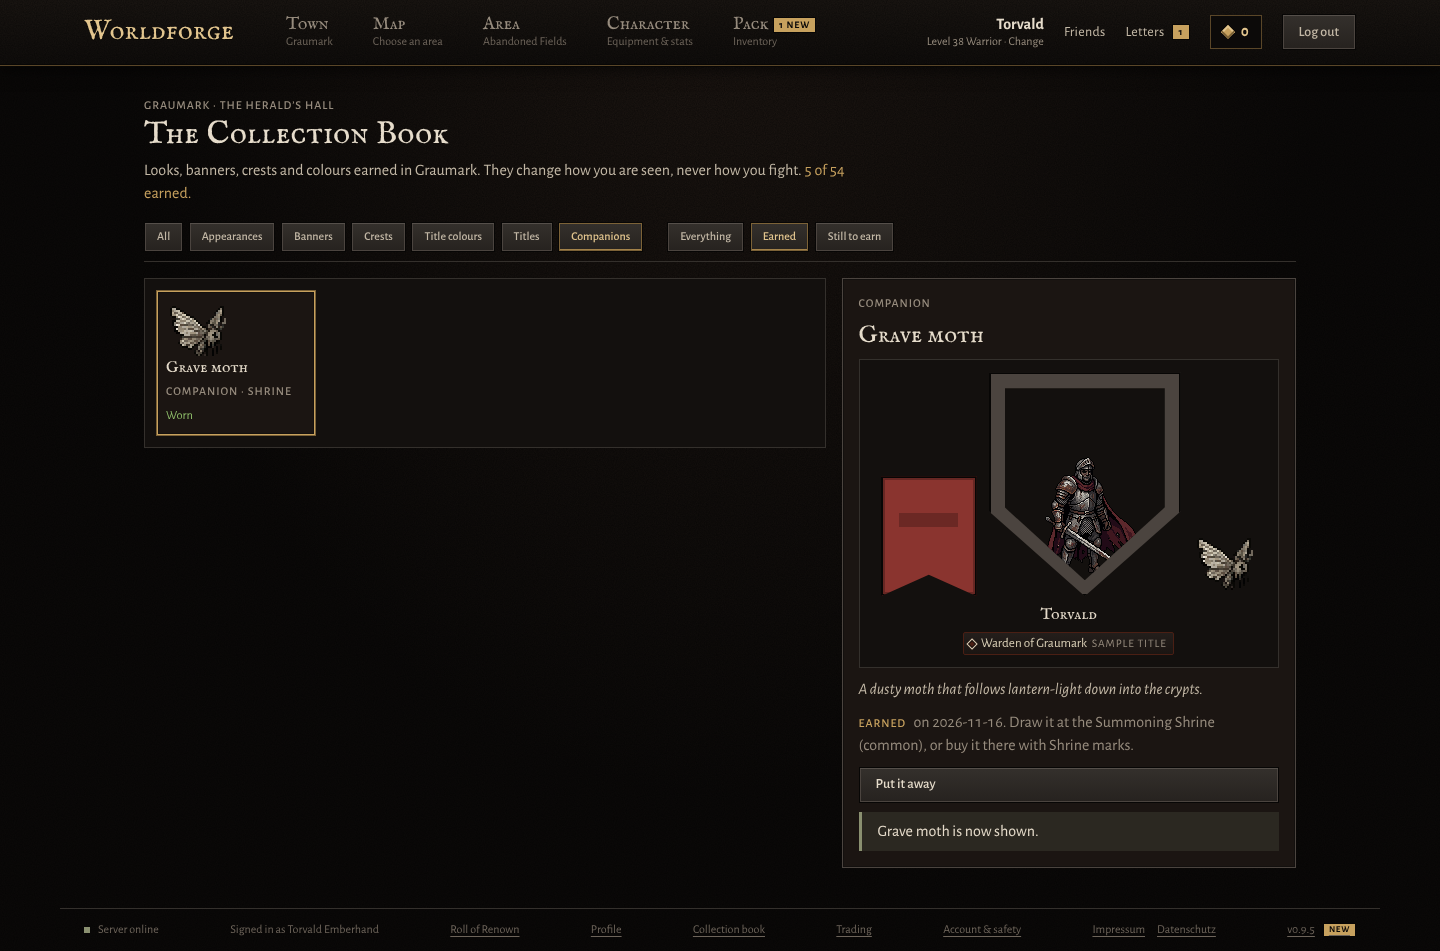 Worldforge
Town
Graumark
Map
Choose an area
Area
Abandoned Fields
Character
Equipment & stats
Pack 1 NEW
Inventory
Torvald
Level 38 Warrior · Change
Friends
Letters 1
0
Log out
GRAUMARK · THE HERALD'S HALL
The Collection Book
Looks, banners, crests and colours earned in Graumark. They change how you are seen, never how you fight. 5 of 54
earned.
All
Appearances
Banners
Crests
Title colours
Titles
Companions
Everything
Earned
Still to earn
Grave moth
COMPANION · SHRINE
Worn
COMPANION
Grave moth
Torvald
Warden of Graumark SAMPLE TITLE
A dusty moth that follows lantern-light down into the crypts.
EARNED on 2026-11-16. Draw it at the Summoning Shrine
(common), or buy it there with Shrine marks.
Put it away
Grave moth is now shown.
Server online
Signed in as Torvald Emberhand
Roll of Renown
Profile
Collection book
Trading
Account & safety
Impressum
Datenschutz
v0.9.5 NEW